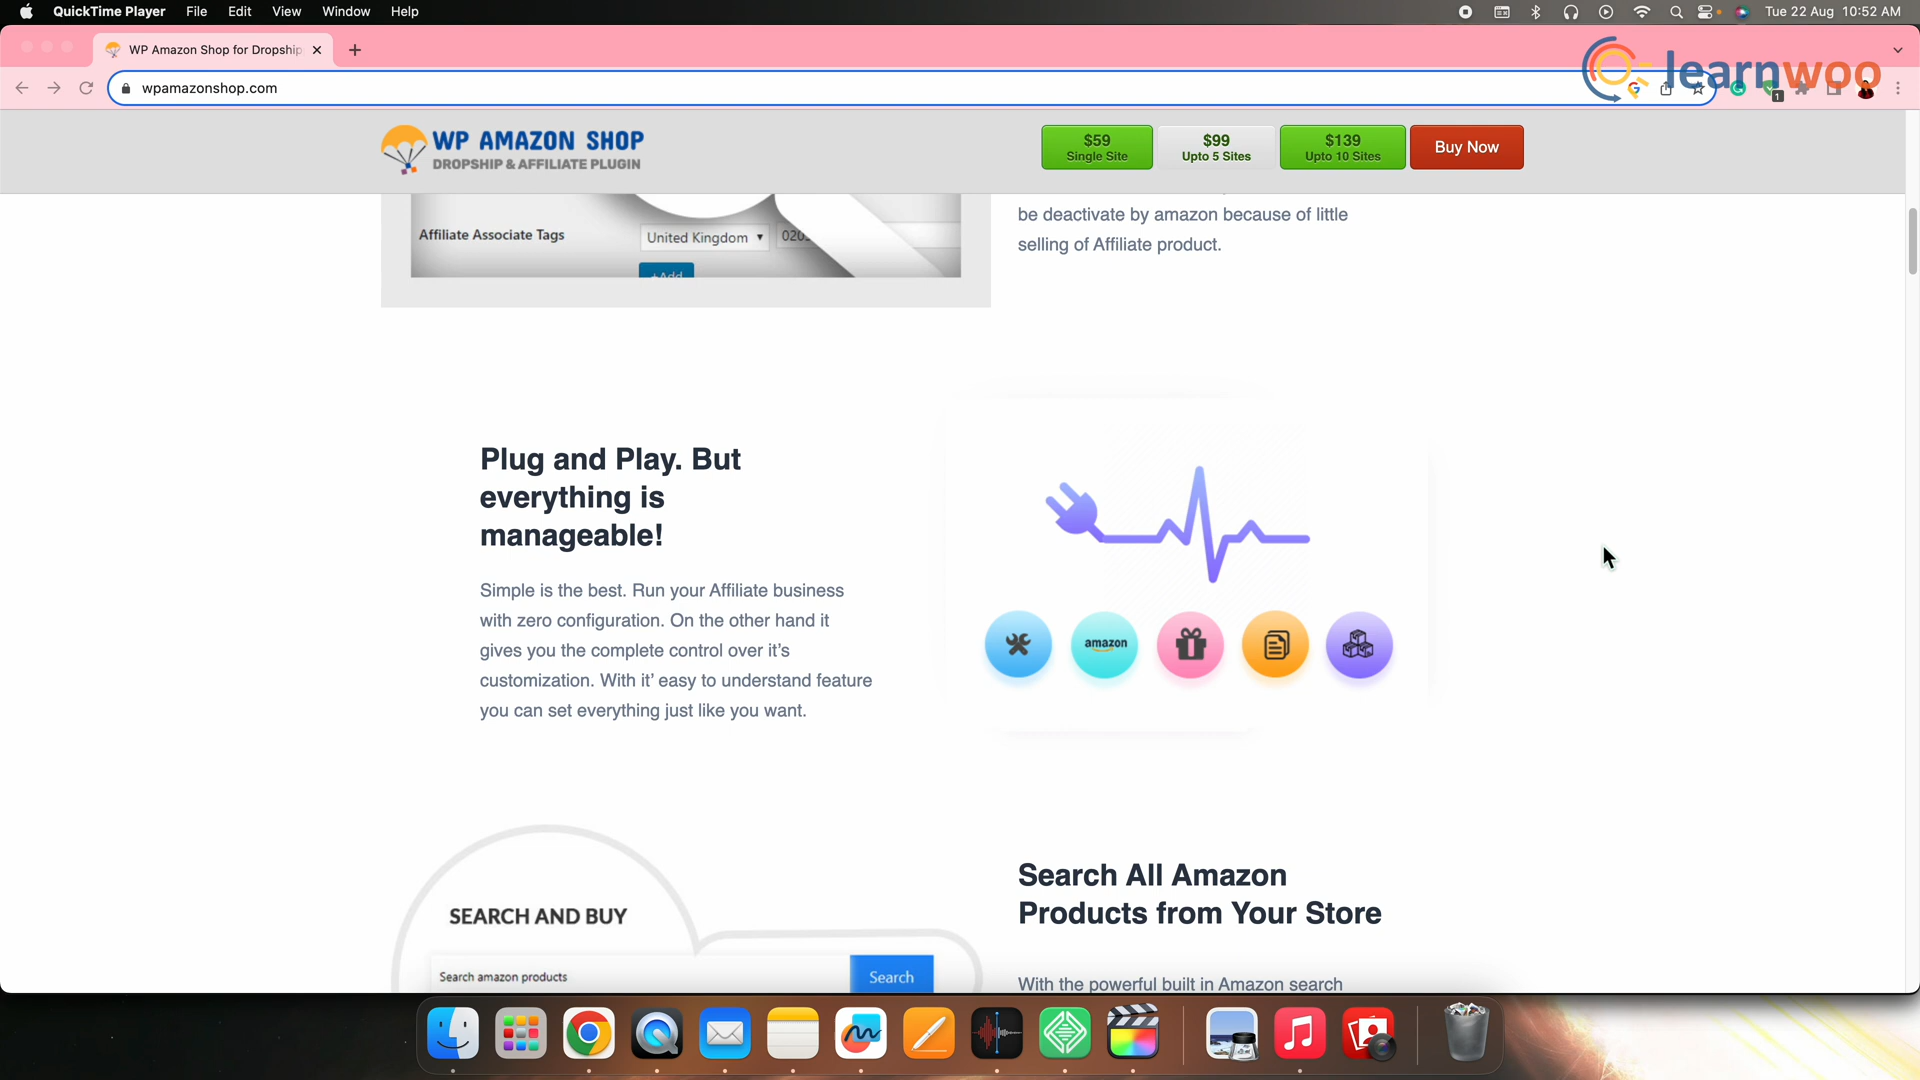 QuickTime Player File Edit View Window Help Tue 22 Aug 10:52 AM
WP Amazon Shop for Dropship
wpamazonshop.com
learnwoo
1
WP AMAZON SHOP
DROPSHIP & AFFILIATE PLUGIN
$59
Single Site
$99
Upto 5 Sites
$139
Upto 10 Sites
Buy Now
Affiliate Associate Tags
United Kingdom
020
+Add
be deactivate by amazon because of little
selling of Affiliate product.
Plug and Play. But
everything is
manageable!
Simple is the best. Run your Affiliate business
with zero configuration. On the other hand it
gives you the complete control over it's
customization. With it' easy to understand feature
you can set everything just like you want.
amazon
SEARCH AND BUY
Search amazon products
Search
Search All Amazon
Products from Your Store
With the powerful built in Amazon search